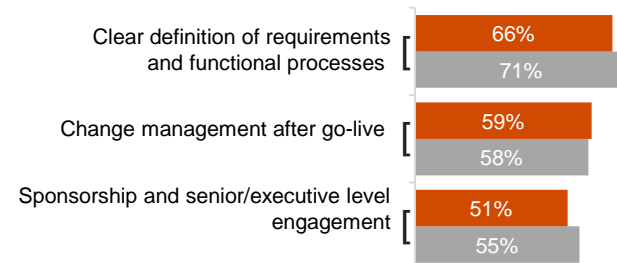 Clear definition of requirements
and functional processes
66%
71%
Change management after go-live
59%
58%
Sponsorship and senior/executive level
engagement
51%
55%